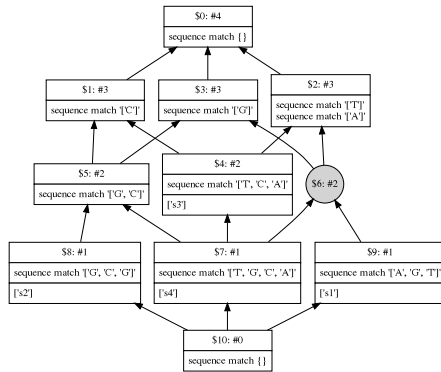 $0: #4
sequence match {}
$1: #3
sequence match '['C']'
$3: #3
sequence match '['G']'
$2: #3
sequence match '['T']'
sequence match '['A']'
$5: #2
sequence match '['G', 'C']'
$4: #2
sequence match '['T', 'C', 'A']'
['s3']
$6: #2
$8: #1
sequence match '['G', 'C', 'G']'
['s2']
$7: #1
sequence match '['T', 'G', 'C', 'A']'
['s4']
$9: #1
sequence match '['A', 'G', 'T']'
['s1']
$10: #0
sequence match {}